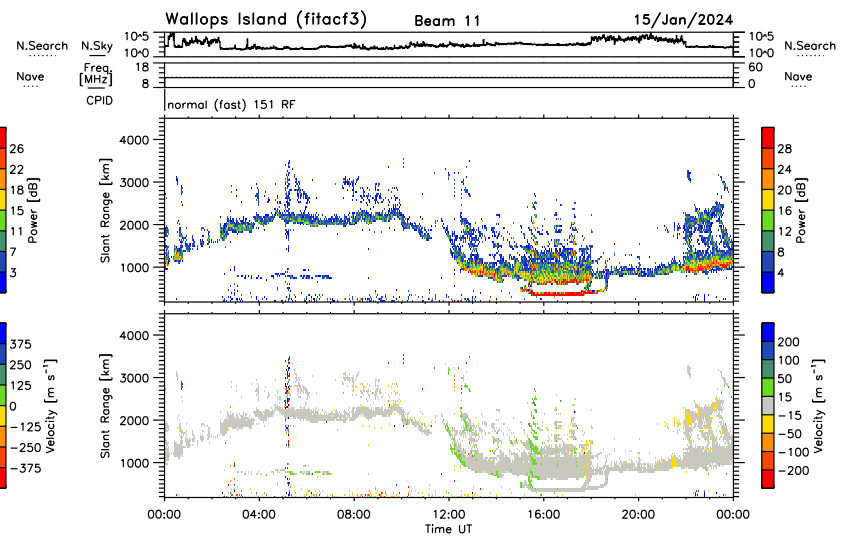 Wallops Island (fitacf3) Beam 11 15/Jan/2024
N.Search N.Sky 10^5 10^0 10^5 10^0 N.Search
Nave Freq. [MHz] 18 8 60 0 Nave
CPID normal (fast) 151 RF
Power [dB] 26 22 18 15 11 7 3
Slant Range [km] 4000 3000 2000 1000
Power [dB] 28 24 20 16 12 8 4
Velocity [m s⁻¹] 375 250 125 0 −125 −250 −375
Slant Range [km] 4000 3000 2000 1000
Velocity [m s⁻¹] 200 100 50 15 −15 −50 −100 −200
00:00 04:00 08:00 12:00 16:00 20:00 00:00
Time UT